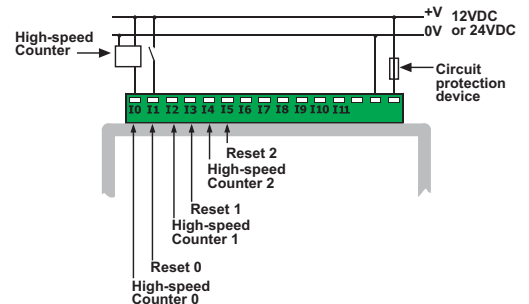 +V 12VDC
0V or 24VDC
High-speed
Counter
Circuit
protection
device
I0 I1 I2 I3 I4 I5 I6 I7 I8 I9 I10 I11
Reset 2
High-speed
Counter 2
Reset 1
High-speed
Counter 1
Reset 0
High-speed
Counter 0